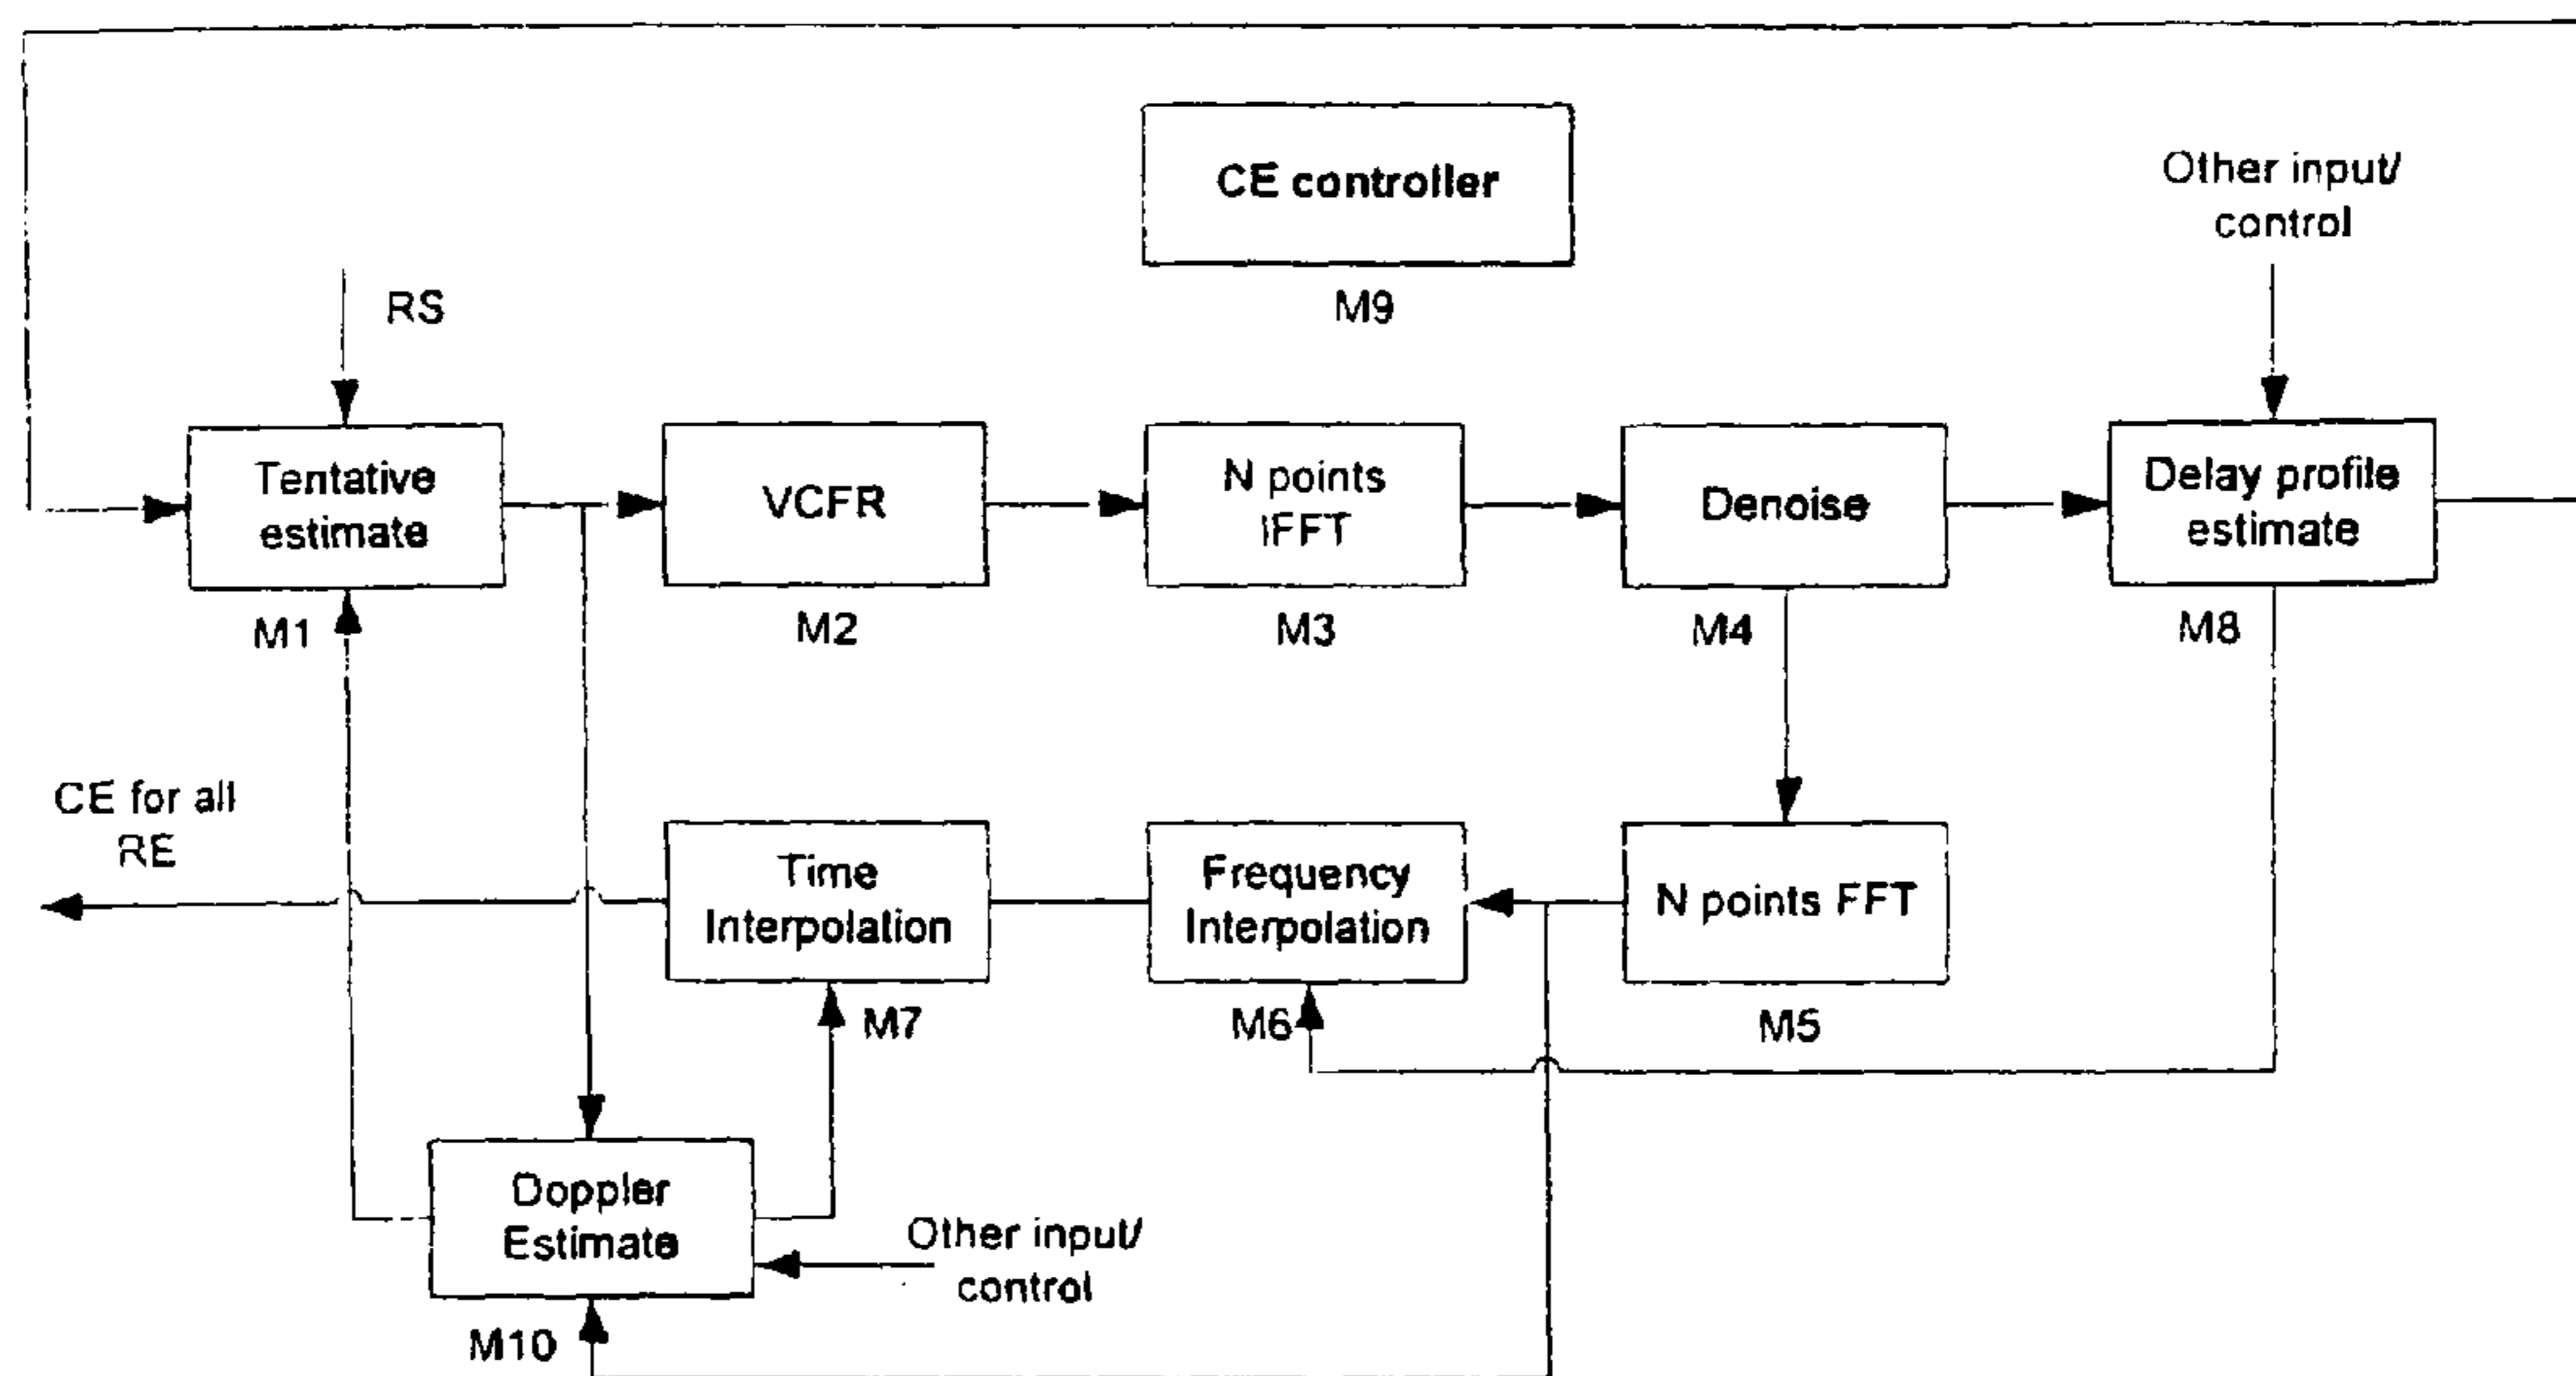 CE controller
M9
Other input/
control
RS
Tentative
estimate
M1
VCFR
M2
N points
IFFT
M3
Denoise
M4
Delay profile
estimate
M8
CE for all
RE
Time
Interpolation
M7
Frequency
Interpolation
M6
N points FFT
M5
Doppler
Estimate
M10
Other input/
control